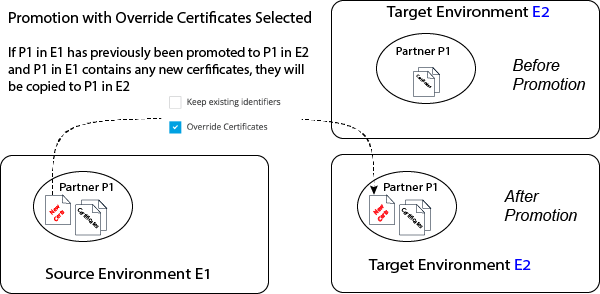 Promotion with Override Certificates Selected
If P1 in E1 has previously been promoted to P1 in E2
and P1 in E1 contains any new cerfificates, they will
be copied to P1 in E2
Keep existing identifiers
Override Certificates
Target Environment E2
Partner P1
Certificates
Before
Promotion
Partner P1
New
Certs
Certificates
Source Environment E1
Partner P1
New
Certs
Certificates
After
Promotion
Target Environment E2